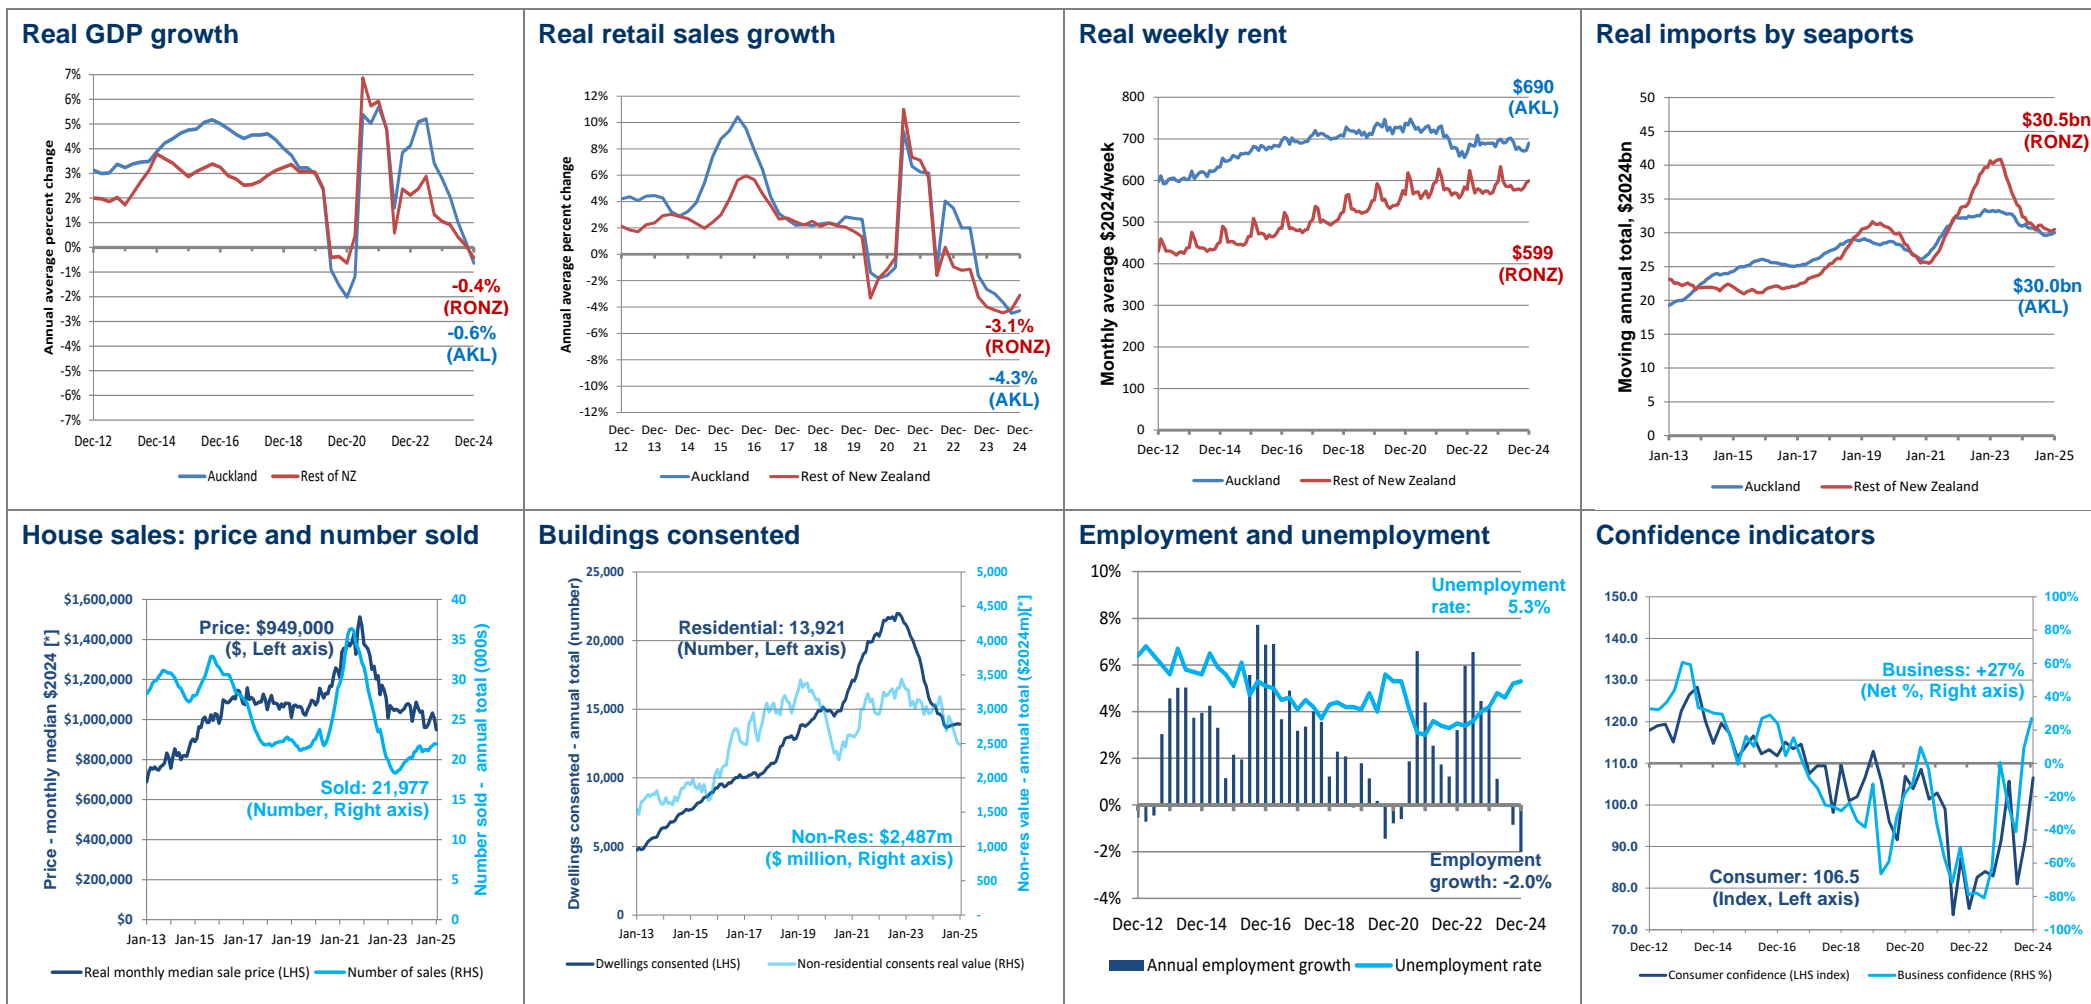 Real GDP growth
Annual average percent change
7%
6%
5%
4%
3%
2%
1%
0%
-1%
-2%
-3%
-4%
-5%
-6%
-7%
-0.4%
(RONZ)
-0.6%
(AKL)
Dec-12 Dec-14 Dec-16 Dec-18 Dec-20 Dec-22 Dec-24
Auckland Rest of NZ
Real retail sales growth
Annual average percent change
12%
10%
8%
6%
4%
2%
0%
-2%
-4%
-6%
-8%
-10%
-12%
-3.1%
(RONZ)
-4.3%
(AKL)
Dec- Dec- Dec- Dec- Dec- Dec- Dec- Dec- Dec- Dec- Dec- Dec- Dec-
12 13 14 15 16 17 18 19 20 21 22 23 24
Auckland Rest of New Zealand
Real weekly rent
Monthly average $2024/week
800
700
600
500
400
300
200
100
0
$690
(AKL)
$599
(RONZ)
Dec-12 Dec-14 Dec-16 Dec-18 Dec-20 Dec-22 Dec-24
Auckland Rest of New Zealand
Real imports by seaports
Moving annual total, $2024bn
50
45
40
35
30
25
20
15
10
5
0
$30.5bn
(RONZ)
$30.0bn
(AKL)
Jan-13 Jan-15 Jan-17 Jan-19 Jan-21 Jan-23 Jan-25
Auckland Rest of New Zealand
House sales: price and number sold
Price - monthly median $2024 [*]
$1,600,000
$1,400,000
$1,200,000
$1,000,000
$800,000
$600,000
$400,000
$200,000
$0
Price: $949,000
($, Left axis)
Sold: 21,977
(Number, Right axis)
40
35
30
25
20
15
10
5
0
Number sold - annual total (000s)
Jan-13 Jan-15 Jan-17 Jan-19 Jan-21 Jan-23 Jan-25
Real monthly median sale price (LHS) Number of sales (RHS)
Buildings consented
Dwellings consented - annual total (number)
25,000
20,000
15,000
10,000
5,000
0
Residential: 13,921
(Number, Left axis)
Non-Res: $2,487m
($ million, Right axis)
5,000
4,500
4,000
3,500
3,000
2,500
2,000
1,500
1,000
500
-
Non-res value - annual total ($2024m)[*]
Jan-13 Jan-15 Jan-17 Jan-19 Jan-21 Jan-23 Jan-25
Dwellings consented (LHS) Non-residential consents real value (RHS)
Employment and unemployment
10%
8%
6%
4%
2%
0%
-2%
-4%
Unemployment
rate: 5.3%
Employment
growth: -2.0%
Dec-12 Dec-14 Dec-16 Dec-18 Dec-20 Dec-22 Dec-24
Annual employment growth Unemployment rate
Confidence indicators
150.0
140.0
130.0
120.0
110.0
100.0
90.0
80.0
70.0
Business: +27%
(Net %, Right axis)
Consumer: 106.5
(Index, Left axis)
100%
80%
60%
40%
20%
0%
-20%
-40%
-60%
-80%
-100%
Dec-12 Dec-14 Dec-16 Dec-18 Dec-20 Dec-22 Dec-24
Consumer confidence (LHS index) Business confidence (RHS %)